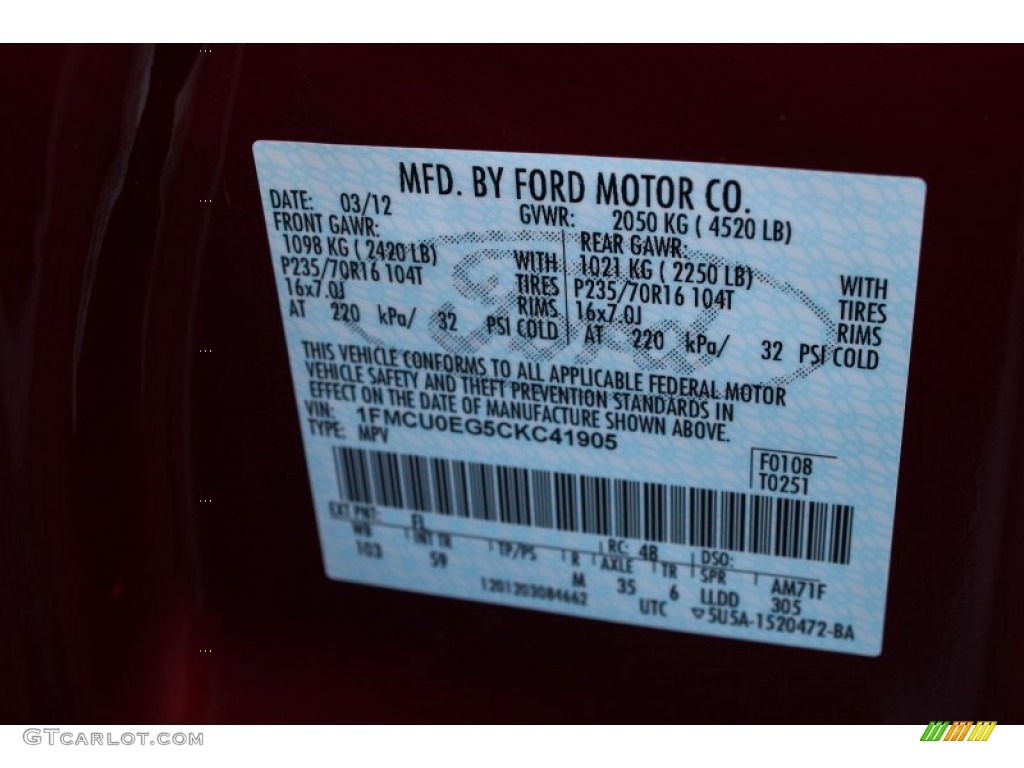 MFD. BY FORD MOTOR CO.
DATE: 03/12 GVWR: 2050 KG ( 4520 LB)
FRONT GAWR: REAR GAWR:
1098 KG ( 2420 LB) WITH 1021 KG ( 2250 LB) WITH
P235/70R16 104T TIRES P235/70R16 104T TIRES
16x7.0J RIMS 16x7.0J RIMS
AT 220 kPa/ 32 PSI COLD AT 220 kPa/ 32 PSI COLD
THIS VEHICLE CONFORMS TO ALL APPLICABLE FEDERAL MOTOR
VEHICLE SAFETY AND THEFT PREVENTION STANDARDS IN
EFFECT ON THE DATE OF MANUFACTURE SHOWN ABOVE.
VIN: 1FMCU0EG5CKC41905
TYPE: MPV
F0108
T0251
EXT PNT: EL RC: 48 DSO:
WB INT TR TP/PS R AXLE TR SPR AM71F
103 59 M 35 6 LLDD 305
1201203084662 UTC ▽5U5A-1520472-BA
Ford
GTCARLOT.COM